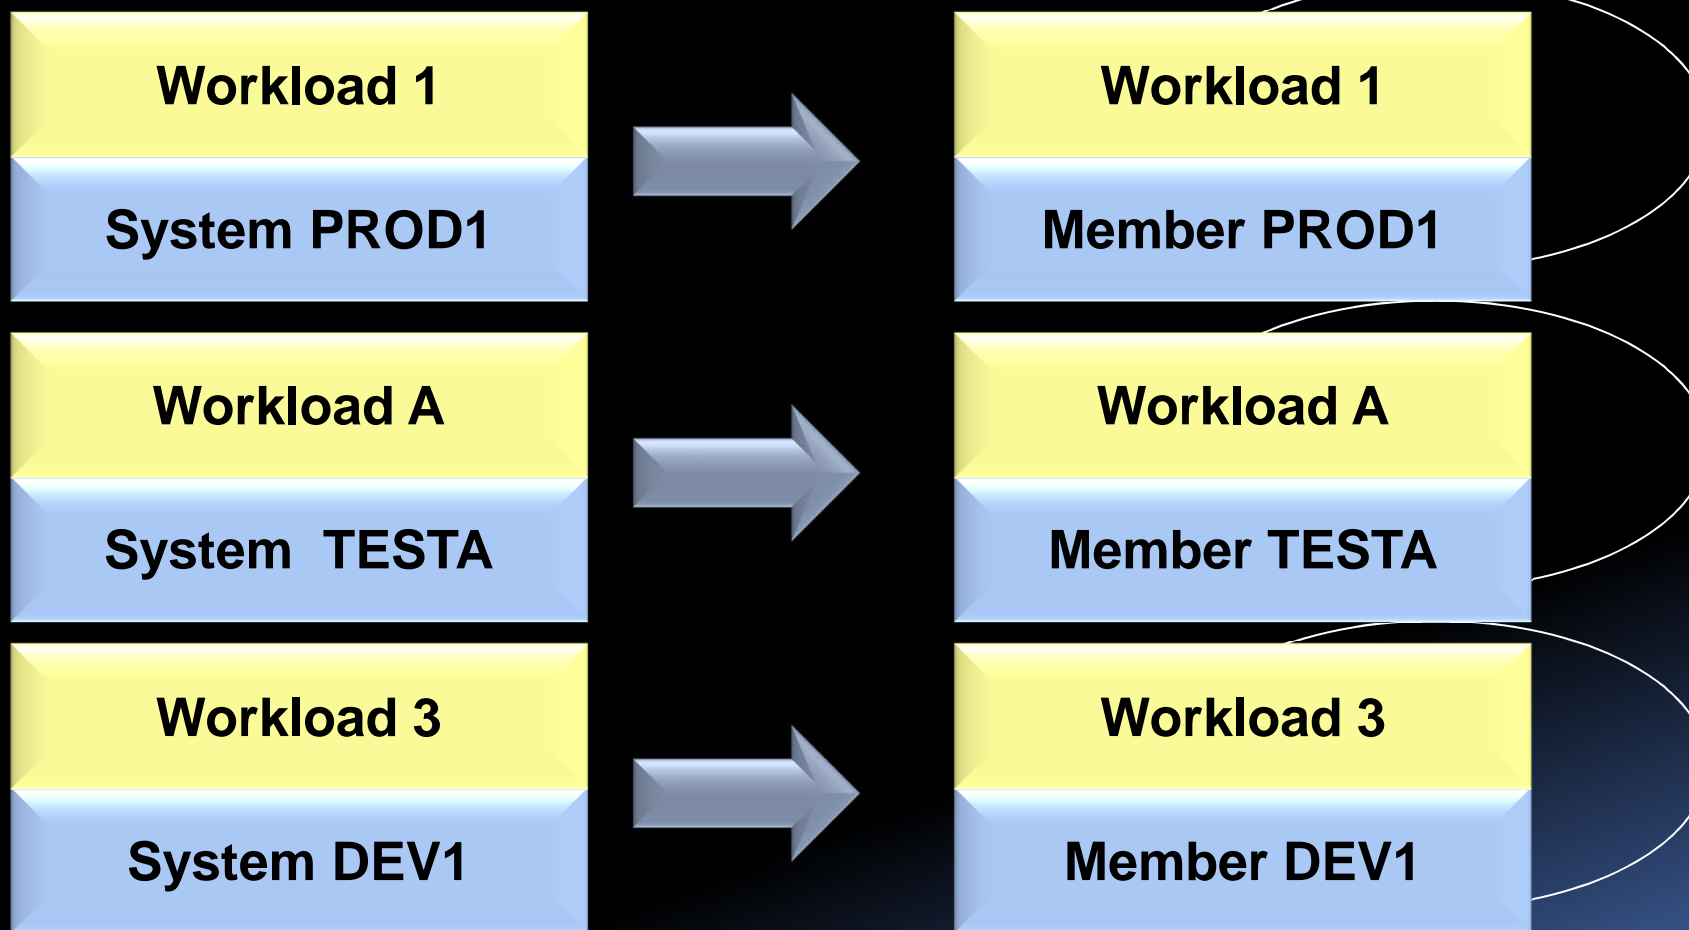 Workload 1
System PROD1
Workload 1
Member PROD1
Workload A
System  TESTA
Workload A
Member TESTA
Workload 3
System DEV1
Workload 3
Member DEV1